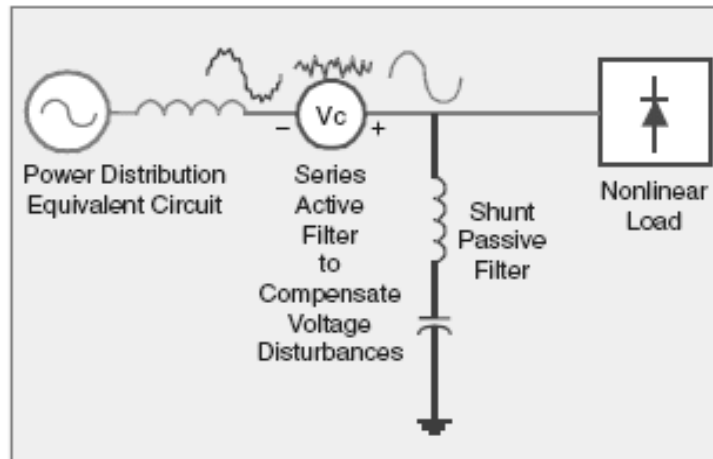 Vc
− +
Power Distribution
Equivalent Circuit
Series
Active
Filter
to
Compensate
Voltage
Disturbances
Shunt
Passive
Filter
Nonlinear
Load